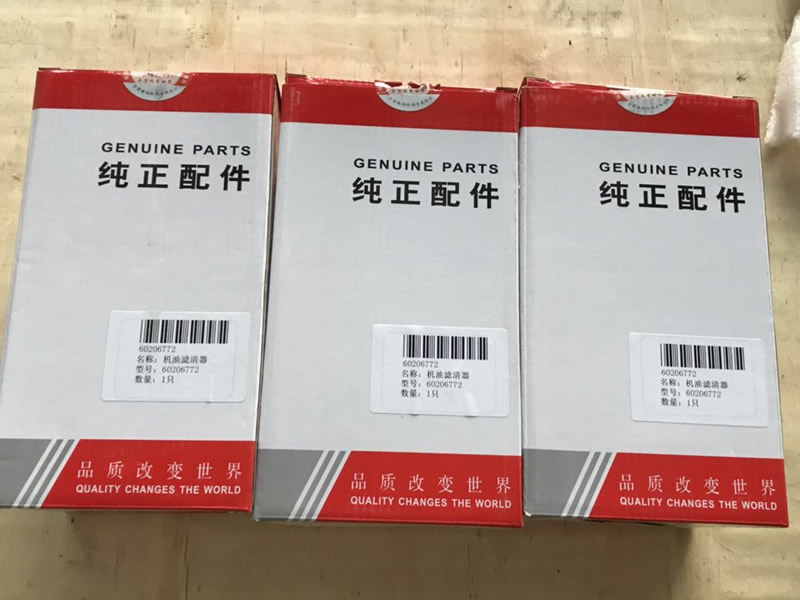 GENUINE PARTS
纯正配件
60206772
名称：机油滤清器
型号：60206772
数量：1只
品质改变世界
QUALITY CHANGES THE WORLD
GENUINE PARTS
纯正配件
60206772
名称：机油滤清器
型号：60206772
数量：1只
品质改变世界
QUALITY CHANGES THE WORLD
GENUINE PARTS
纯正配件
60206772
名称：机油滤清器
型号：60206772
数量：1只
品质改变世界
QUALITY CHANGES THE WORLD